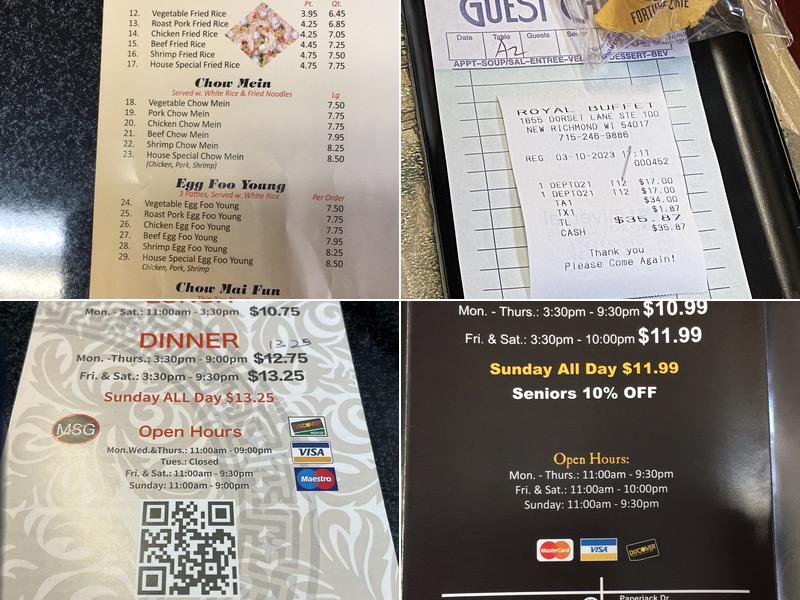 Pt. Qt.
12. Vegetable Fried Rice 3.95 6.45
13. Roast Pork Fried Rice 4.25 6.85
14. Chicken Fried Rice 4.25 7.05
15. Beef Fried Rice 4.45 7.25
16. Shrimp Fried Rice 4.75 7.50
17. House Special Fried Rice 4.75 7.75
Chow Mein
Served w. White Rice & Fried Noodles
Lg
18. Vegetable Chow Mein 7.50
19. Pork Chow Mein 7.75
20. Chicken Chow Mein 7.75
21. Beef Chow Mein 7.95
22. Shrimp Chow Mein 8.25
23. House Special Chow Mein 8.50
(Chicken, Pork, Shrimp)
Egg Foo Young
3 Patties, Served w. White Rice
Per Order
24. Vegetable Egg Foo Young 7.50
25. Roast Pork Egg Foo Young 7.75
26. Chicken Egg Foo Young 7.75
27. Beef Egg Foo Young 7.95
28. Shrimp Egg Foo Young 8.25
29. House Special Egg Foo Young 8.50
Chicken, Pork, Shrimp
Chow Mai Fun
GUEST
Date Table Guests
A2
APPT-SOUP/SAL-ENTREE-VEG DESSERT-BEV
ROYAL BUFFET
1655 DORSET LANE STE 100
NEW RICHMOND WI 54017
715-246-9886
REG 03-10-2023 17:11
000452
1 DEPT021 T12 $17.00
1 DEPT021 T12 $17.00
TA1 $34.00
TX1 $1.87
TL $35.87
CASH $35.87
Thank you
Please Come Again!
Mon. - Sat.: 11:00am - 3:30pm $10.75
DINNER
13.25
Mon. -Thurs.: 3:30pm - 9:00pm $12.75
Fri. & Sat.: 3:30pm - 9:30pm $13.25
Sunday ALL Day $13.25
MSG
Open Hours
Mon.Wed.&Thurs.: 11:00am - 09:00pm
Tues.: Closed
Fri. & Sat.: 11:00am - 9:30pm
Sunday: 11:00am - 9:00pm
DISCOVER
VISA
Maestro
Mon. - Thurs.: 3:30pm - 9:30pm $10.99
Fri. & Sat.: 3:30pm - 10:00pm $11.99
Sunday All Day $11.99
Seniors 10% OFF
Open Hours:
Mon. - Thurs.: 11:00am - 9:30pm
Fri. & Sat.: 11:00am - 10:00pm
Sunday: 11:00am - 9:30pm
MasterCard VISA DISCOVER
Paperjack Dr